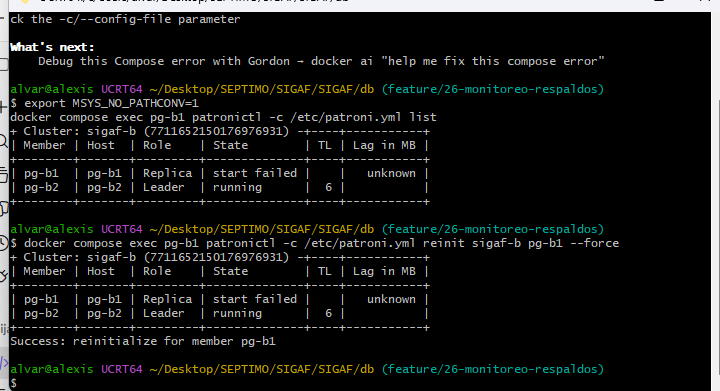 ck the -c/--config-file parameter
What's next:
    Debug this Compose error with Gordon → docker ai "help me fix this compose error"
alvar@alexis UCRT64 ~/Desktop/SEPTIMO/SIGAF/SIGAF/db (feature/26-monitoreo-respaldos)
$ export MSYS_NO_PATHCONV=1
docker compose exec pg-b1 patronictl -c /etc/patroni.yml list
+ Cluster: sigaf-b (7711652150176976931) -+----+-----------+
| Member | Host  | Role    | State        | TL | Lag in MB |
+--------+-------+---------+--------------+----+-----------+
| pg-b1  | pg-b1 | Replica | start failed |    |   unknown |
| pg-b2  | pg-b2 | Leader  | running      |  6 |           |
+--------+-------+---------+--------------+----+-----------+
alvar@alexis UCRT64 ~/Desktop/SEPTIMO/SIGAF/SIGAF/db (feature/26-monitoreo-respaldos)
$ docker compose exec pg-b1 patronictl -c /etc/patroni.yml reinit sigaf-b pg-b1 --force
+ Cluster: sigaf-b (7711652150176976931) -+----+-----------+
| Member | Host  | Role    | State        | TL | Lag in MB |
+--------+-------+---------+--------------+----+-----------+
| pg-b1  | pg-b1 | Replica | start failed |    |   unknown |
| pg-b2  | pg-b2 | Leader  | running      |  6 |           |
+--------+-------+---------+--------------+----+-----------+
Success: reinitialize for member pg-b1
alvar@alexis UCRT64 ~/Desktop/SEPTIMO/SIGAF/SIGAF/db (feature/26-monitoreo-respaldos)
$